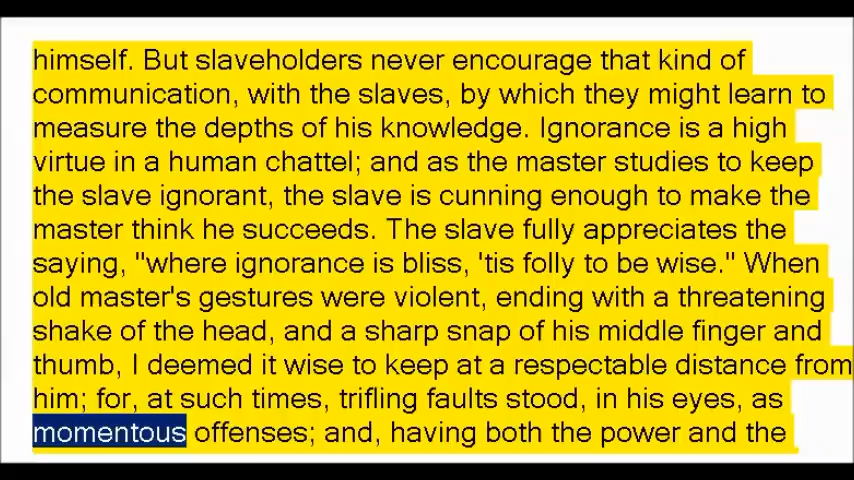 himself. But slaveholders never encourage that kind of
communication, with the slaves, by which they might learn to
measure the depths of his knowledge. Ignorance is a high
virtue in a human chattel; and as the master studies to keep
the slave ignorant, the slave is cunning enough to make the
master think he succeeds. The slave fully appreciates the
saying, "where ignorance is bliss, 'tis folly to be wise." When
old master's gestures were violent, ending with a threatening
shake of the head, and a sharp snap of his middle finger and
thumb, I deemed it wise to keep at a respectable distance from
him; for, at such times, trifling faults stood, in his eyes, as
momentous offenses; and, having both the power and the